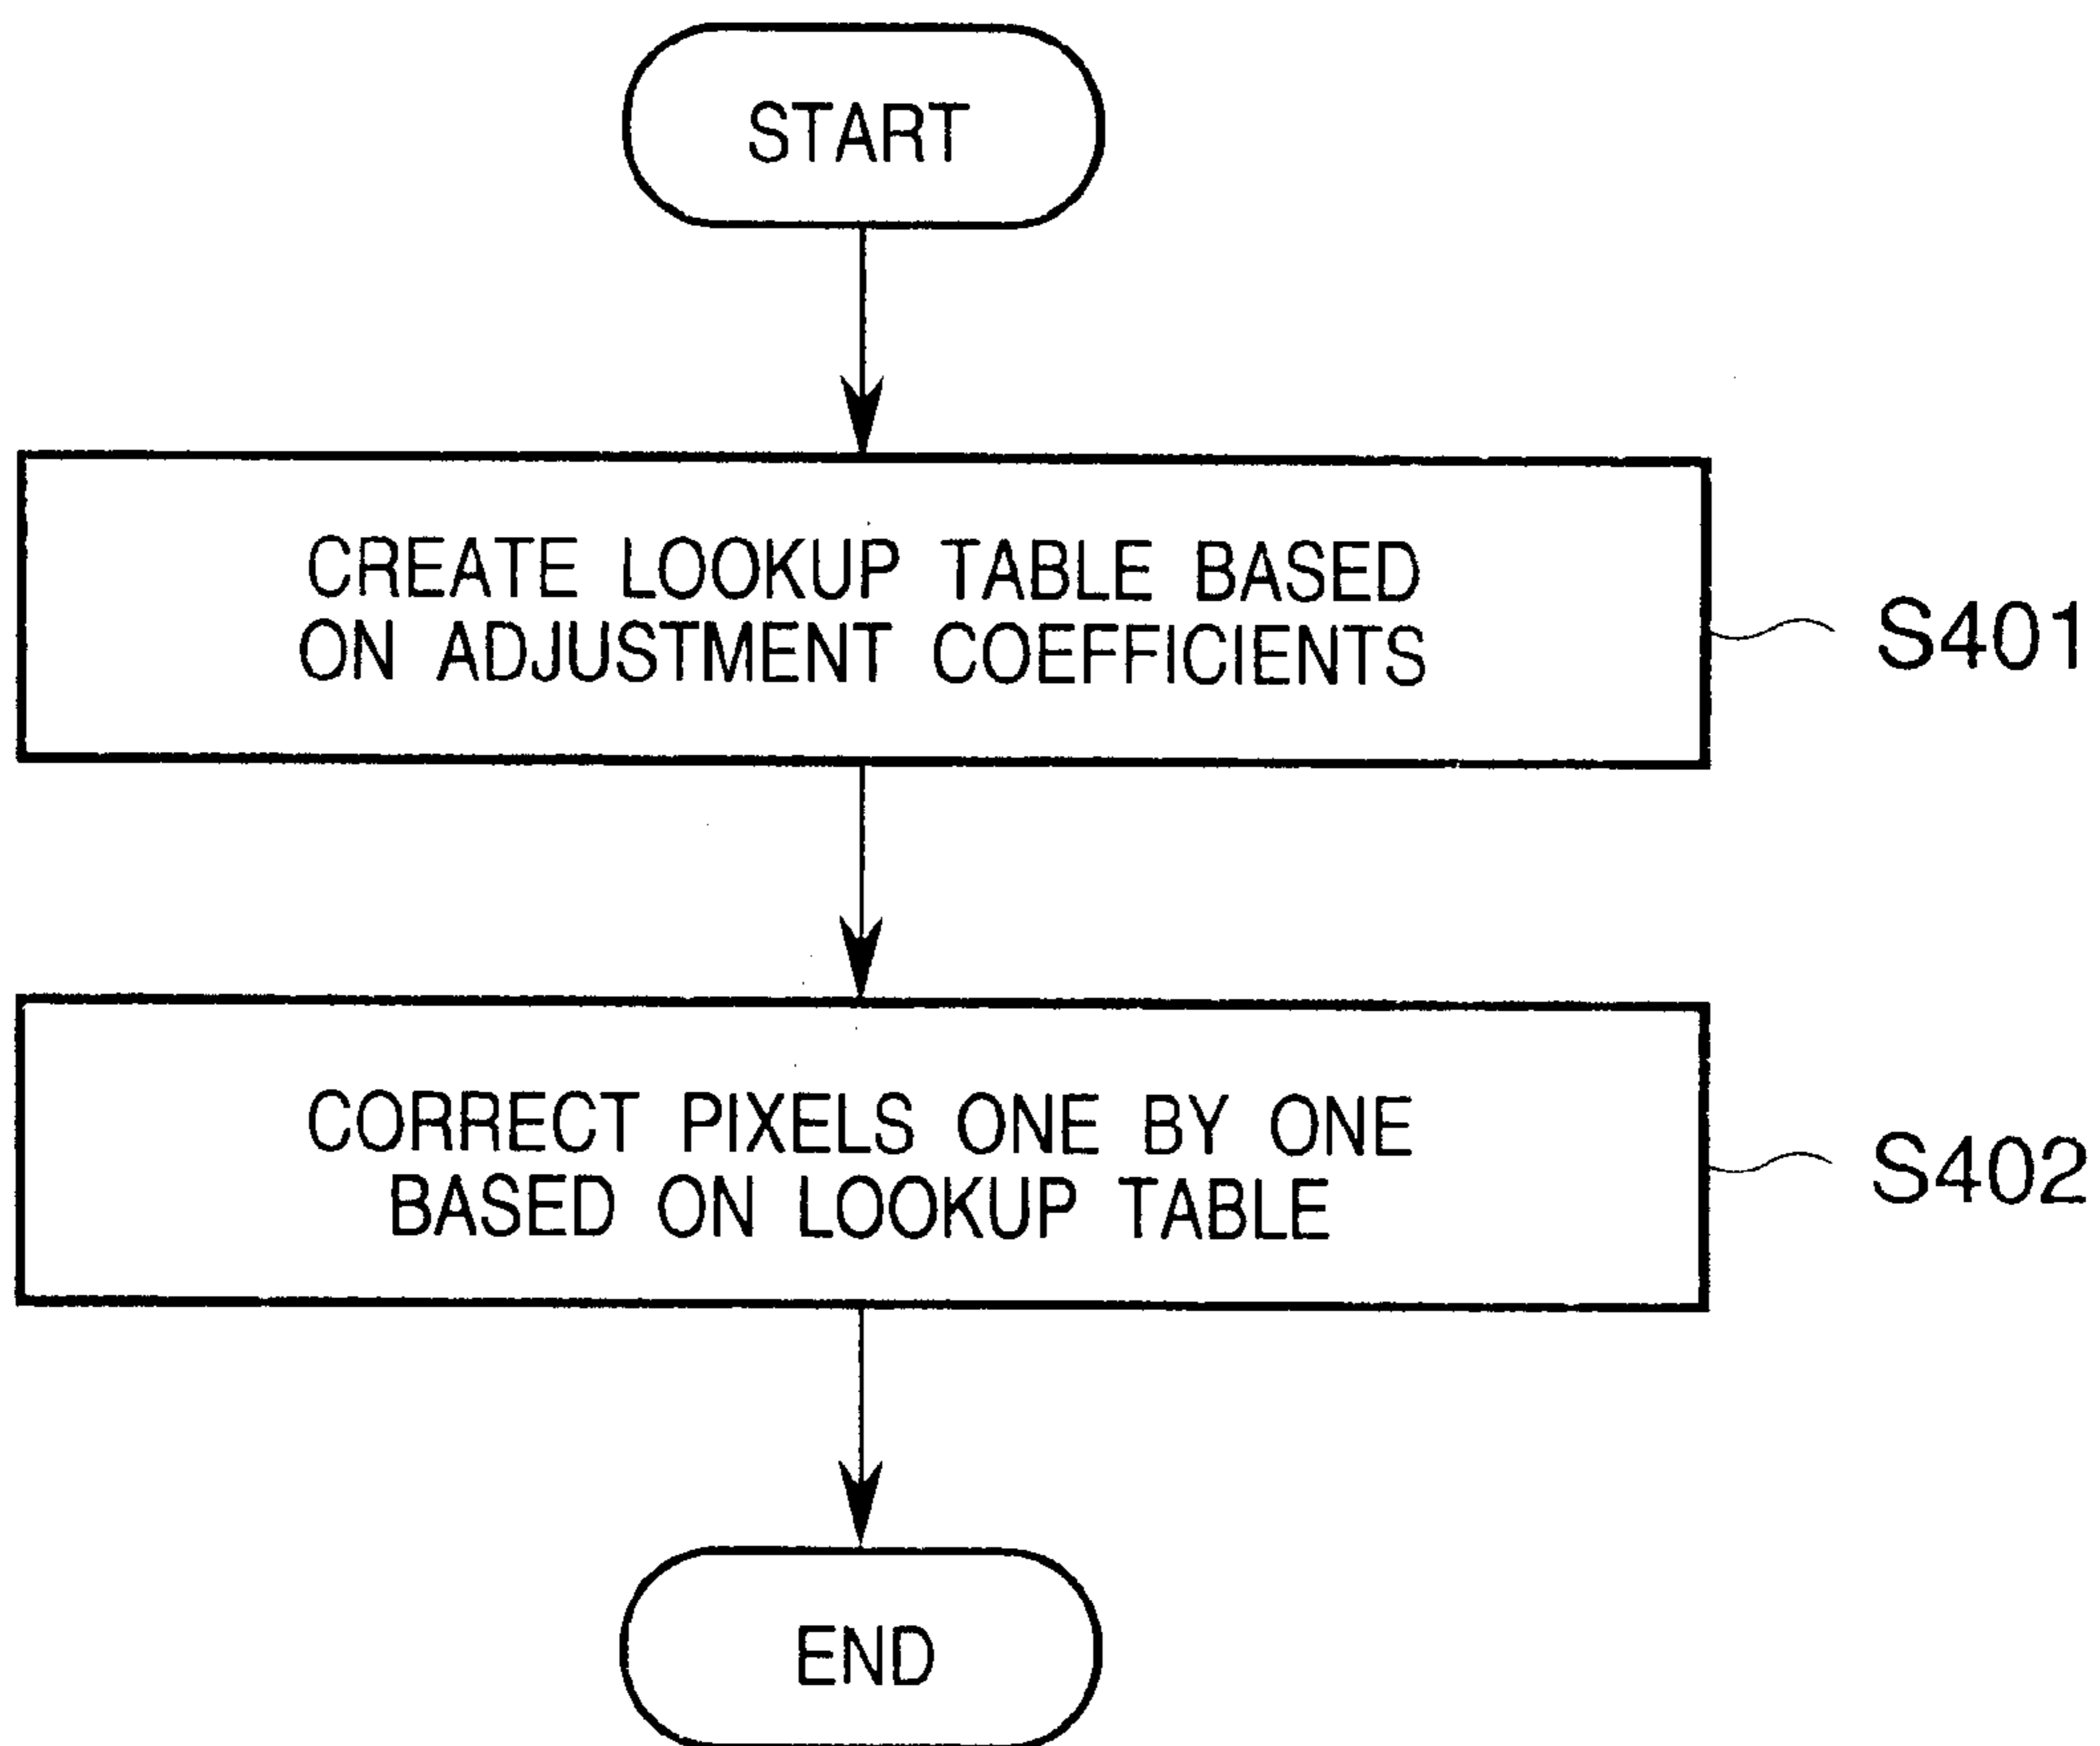 START
CREATE LOOKUP TABLE BASED
ON ADJUSTMENT COEFFICIENTS
S401
CORRECT PIXELS ONE BY ONE
BASED ON LOOKUP TABLE
S402
END